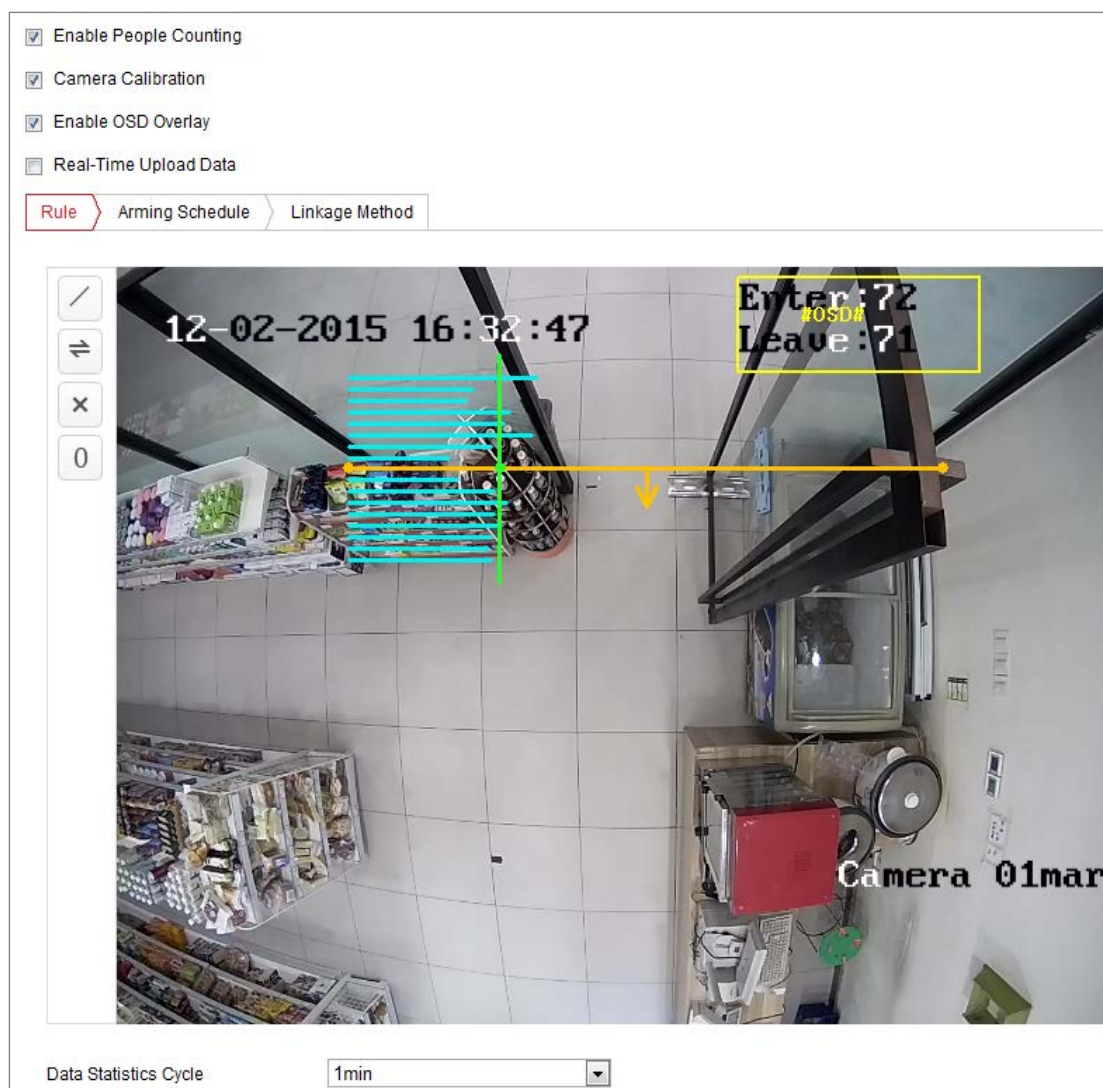 Enable People Counting
Camera Calibration
Enable OSD Overlay
Real-Time Upload Data
Rule Arming Schedule Linkage Method
Enter:72
#OSD#
12-02-2015 16:32:47
Leave:71
0
Camera 01mar
Data Statistics Cycle 1min